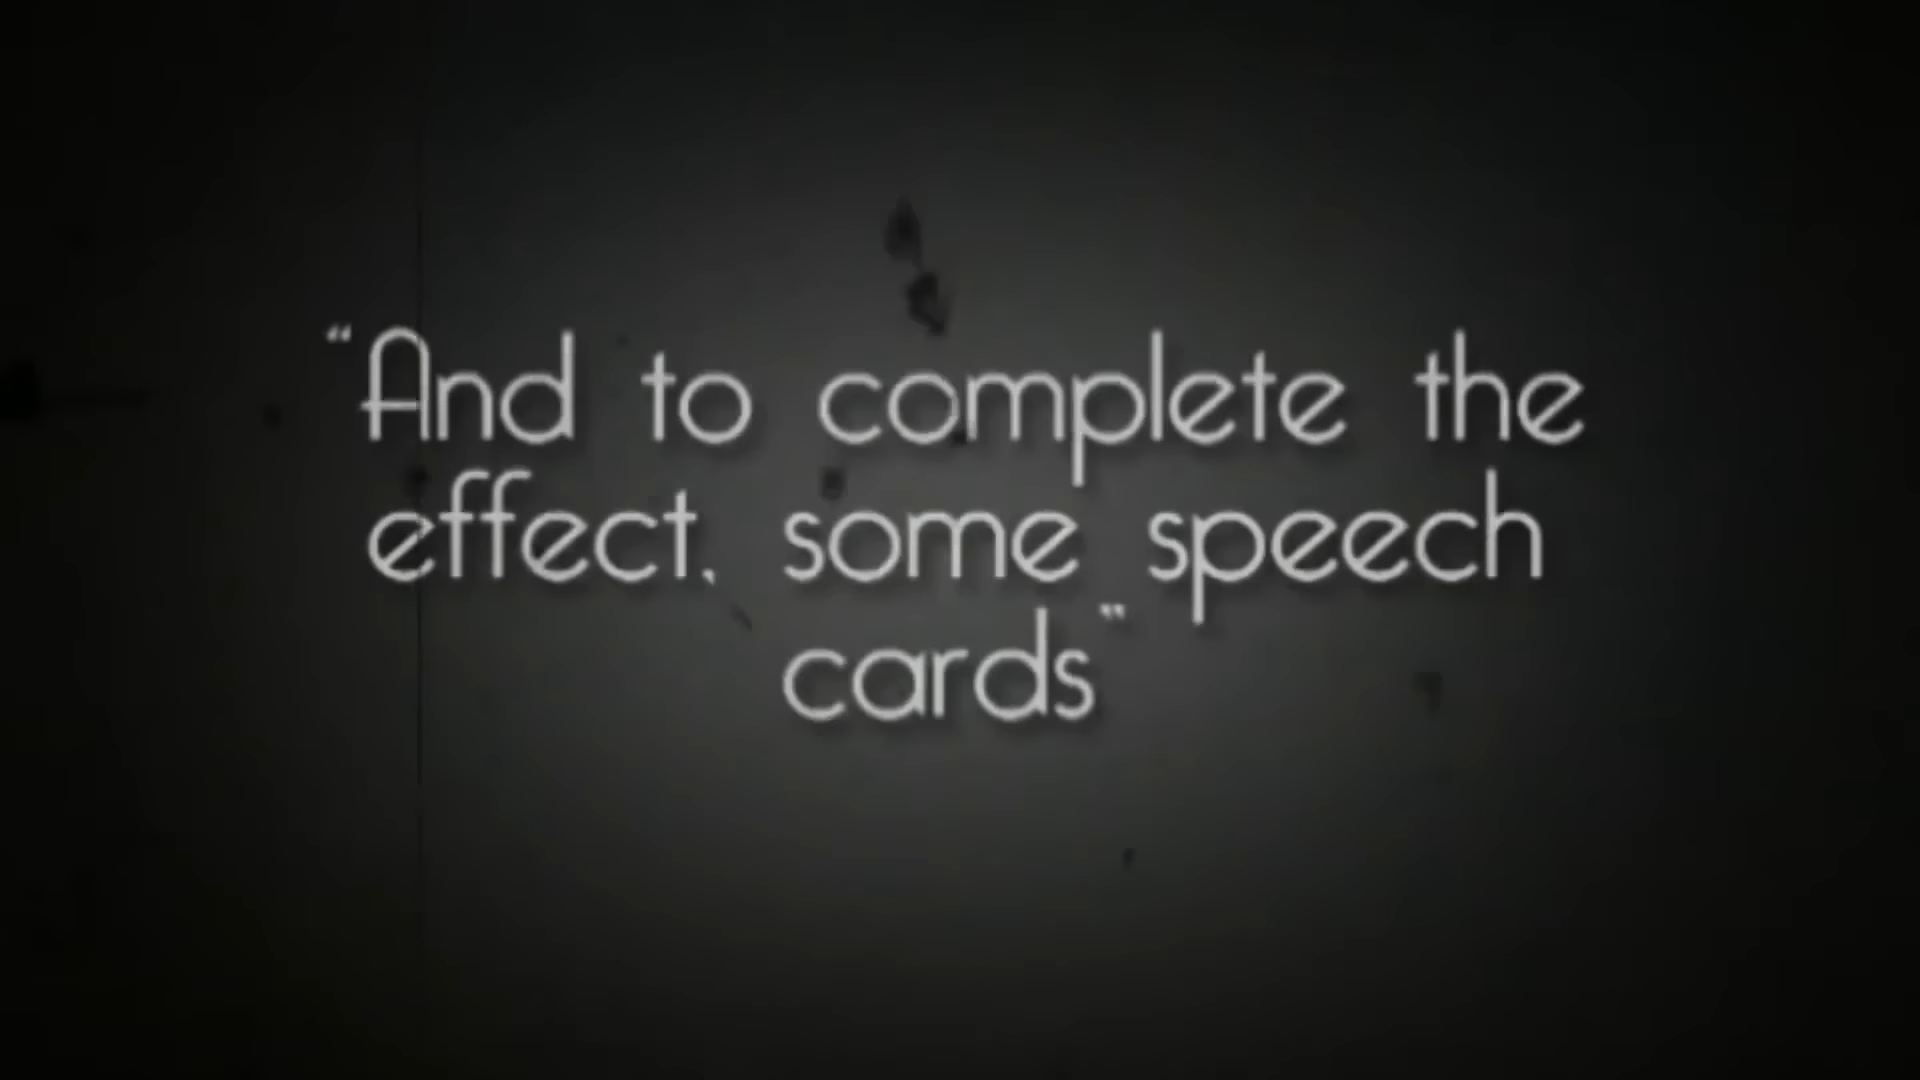 “And to complete the
effect, some speech
cards”